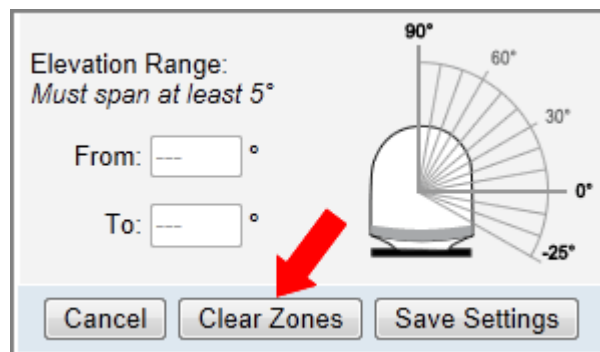 90°
Elevation Range:
60°
Must span at least 5°
30°
From: --- °
0°
To: --- °
-25°
Cancel
Clear Zones
Save Settings